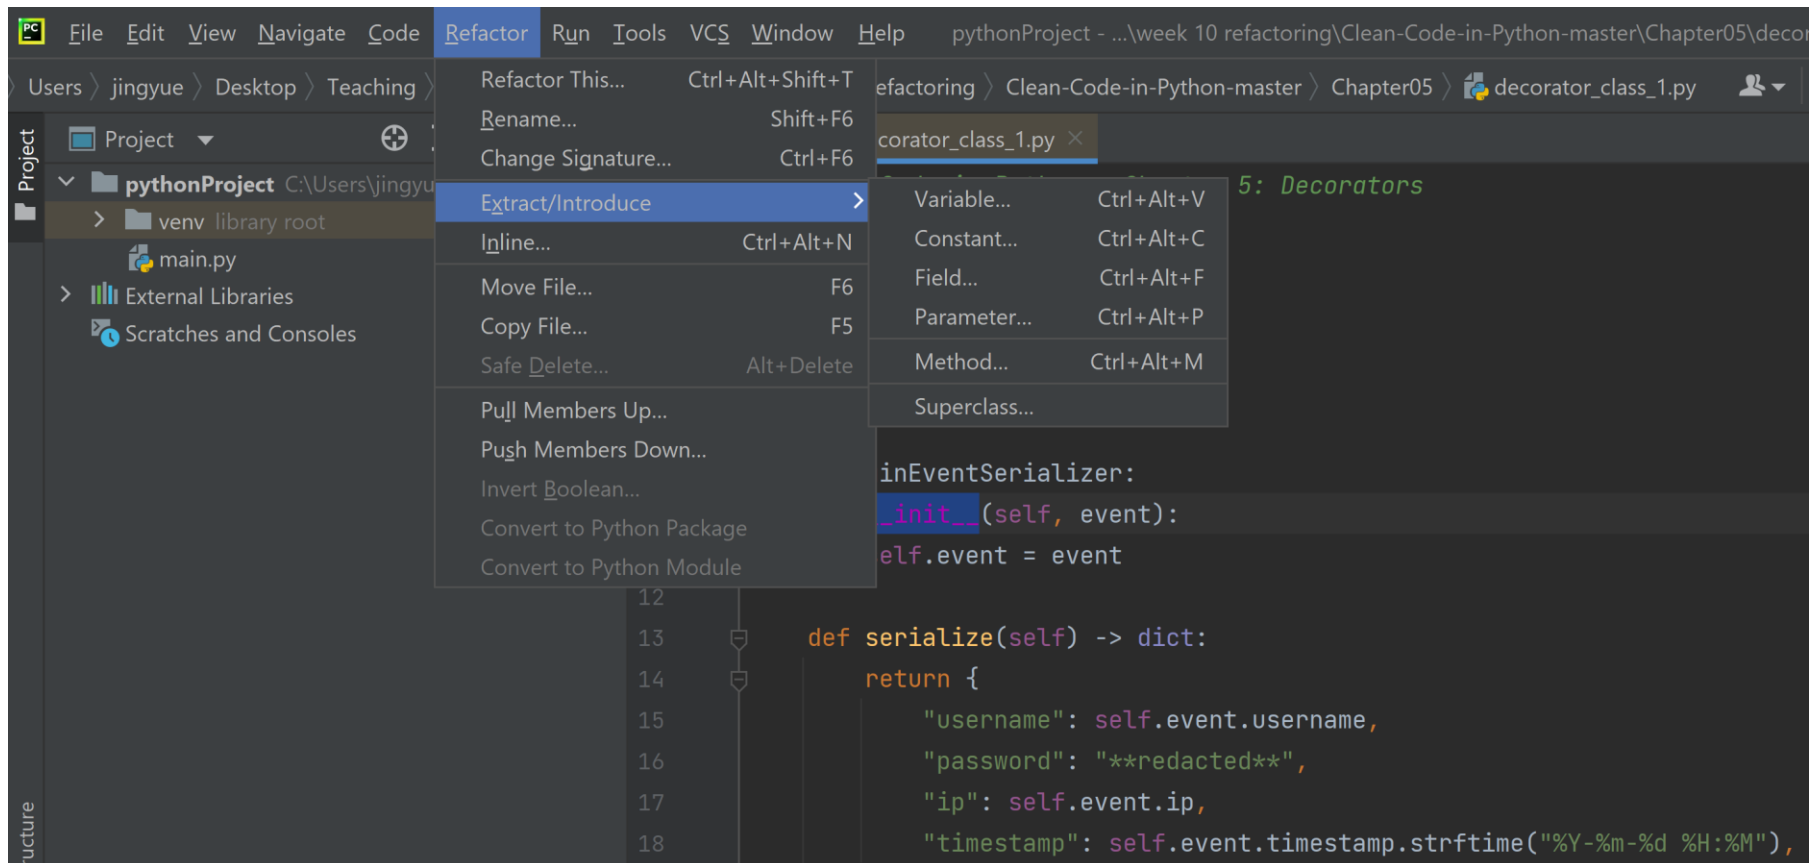 PC File Edit View Navigate Code Refactor Run Tools VCS Window Help pythonProject - ...\week 10 refactoring\Clean-Code-in-Python-master\Chapter05\decor
Users jingyue Desktop Teaching efactoring Clean-Code-in-Python-master Chapter05 decorator_class_1.py
Project
Project
pythonProject C:\Users\jingyu
venv library root
main.py
External Libraries
Scratches and Consoles
ructure
Refactor This... Ctrl+Alt+Shift+T
Rename... Shift+F6
Change Signature... Ctrl+F6
Extract/Introduce
Inline... Ctrl+Alt+N
Move File... F6
Copy File... F5
Safe Delete... Alt+Delete
Pull Members Up...
Push Members Down...
Invert Boolean...
Convert to Python Package
Convert to Python Module
Variable... Ctrl+Alt+V
Constant... Ctrl+Alt+C
Field... Ctrl+Alt+F
Parameter... Ctrl+Alt+P
Method... Ctrl+Alt+M
Superclass...
corator_class_1.py
5: Decorators
inEventSerializer:
_init__(self, event):
elf.event = event
12
13 def serialize(self) -> dict:
14 return {
15 "username": self.event.username,
16 "password": "**redacted**",
17 "ip": self.event.ip,
18 "timestamp": self.event.timestamp.strftime("%Y-%m-%d %H:%M"),